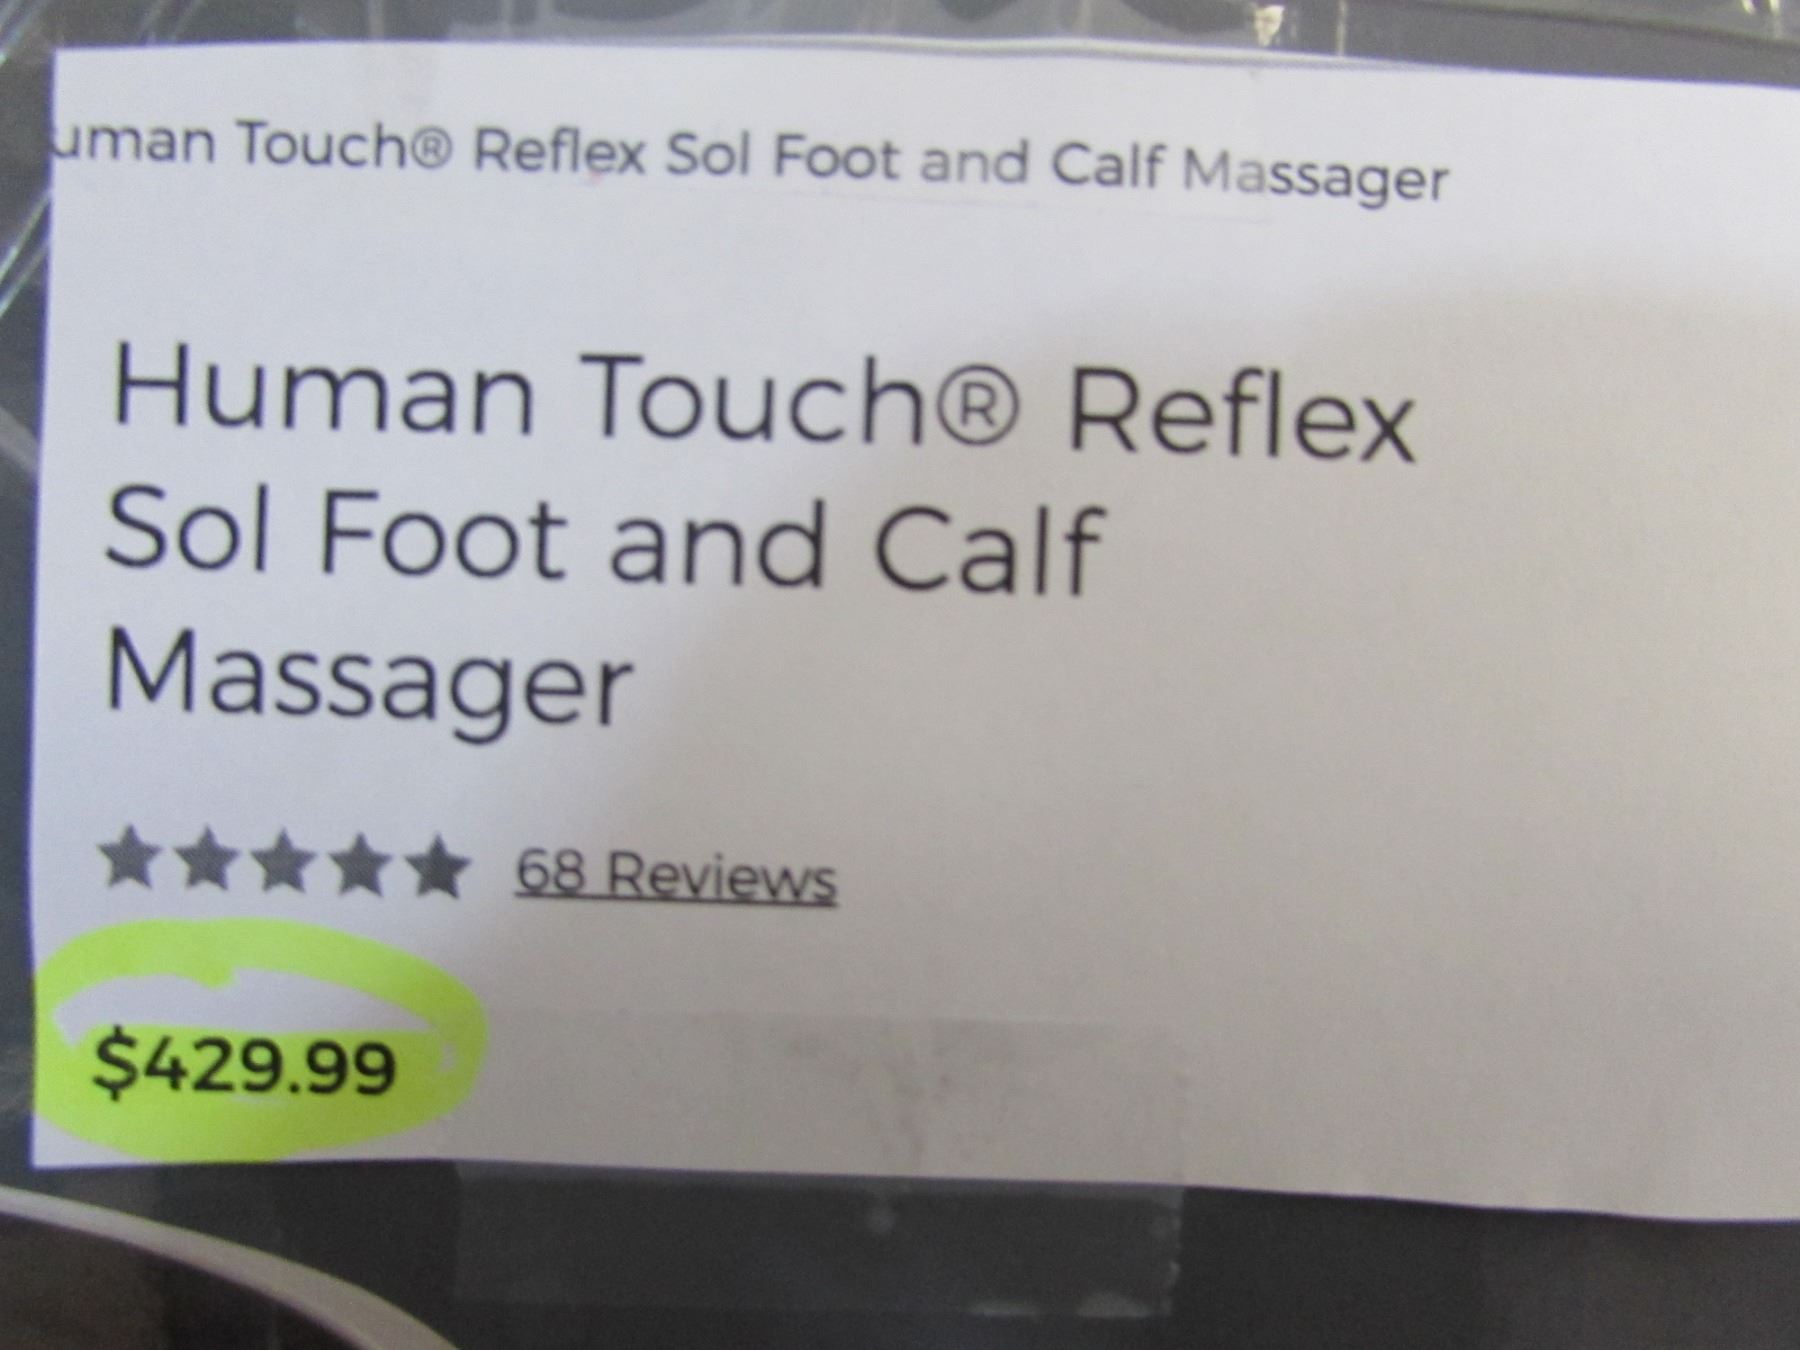 uman Touch® Reflex Sol Foot and Calf Massager
Human Touch® Reflex
Sol Foot and Calf
Massager
68 Reviews
$429.99